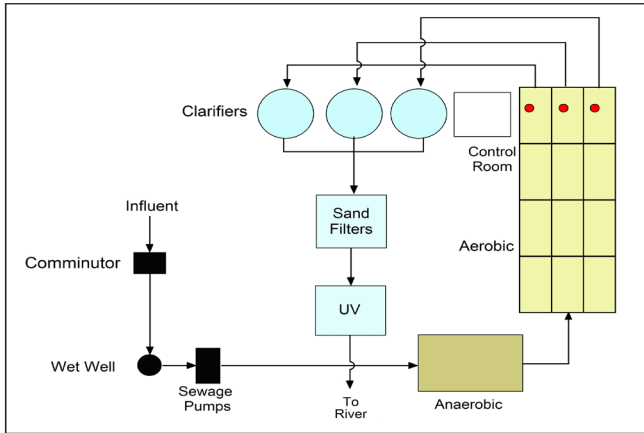 Clarifiers
Control
Room
Influent
Sand
Filters
Comminutor
Aerobic
UV
Wet Well
Sewage
Pumps
To
River
Anaerobic